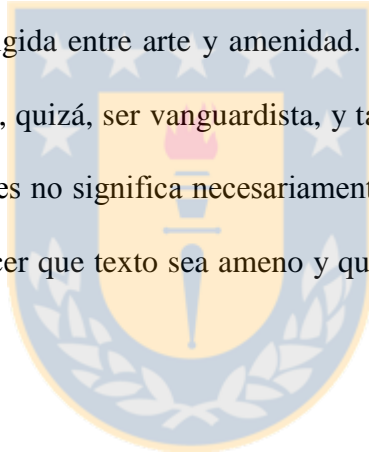 gida entre arte y amenidad.
, quizá, ser vanguardista, y ta
es no significa necesariament
cer que texto sea ameno y qu